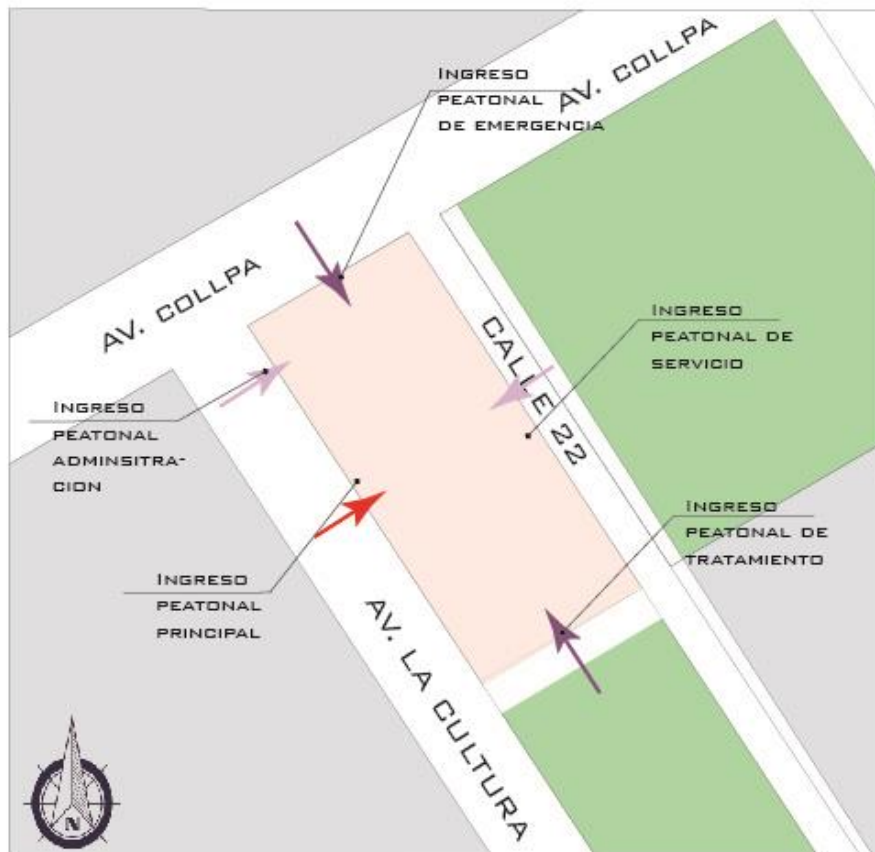 INGRESO
PEATONAL
DE EMERGENCIA
AV. COLLPA
AV. COLLPA
INGRESO
PEATONAL DE
SERVICIO
CALLE 22
INGRESO
PEATONAL
ADMINSITRA-
CION
INGRESO
PEATONAL DE
TRATAMIENTO
INGRESO
PEATONAL
PRINCIPAL
AV. LA CULTURA
N